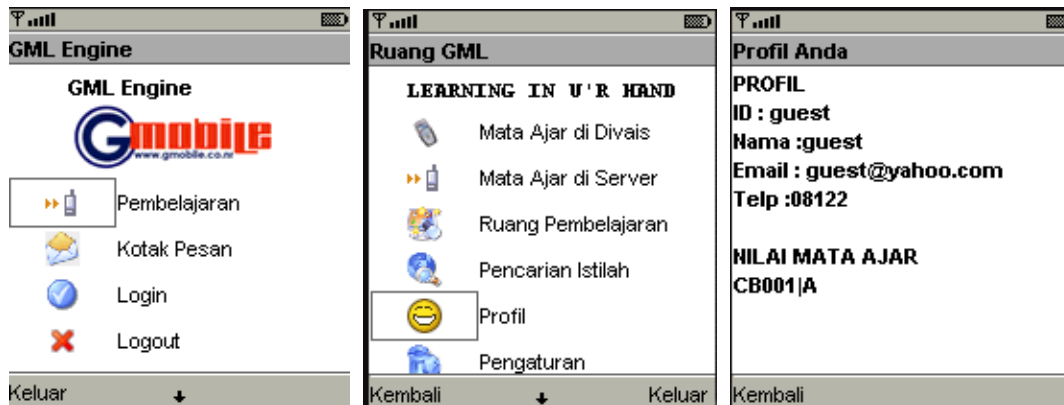 GML Engine
GML Engine
Gmobile
www.gmobile.co.nr
Pembelajaran
Kotak Pesan
Login
Logout
Keluar
Ruang GML
LEARNING IN U'R HAND
Mata Ajar di Divais
Mata Ajar di Server
Ruang Pembelajaran
Pencarian Istilah
Profil
Pengaturan
Kembali Keluar
Profil Anda
PROFIL
ID : guest
Nama :guest
Email : guest@yahoo.com
Telp :08122
NILAI MATA AJAR
CB001|A
Kembali